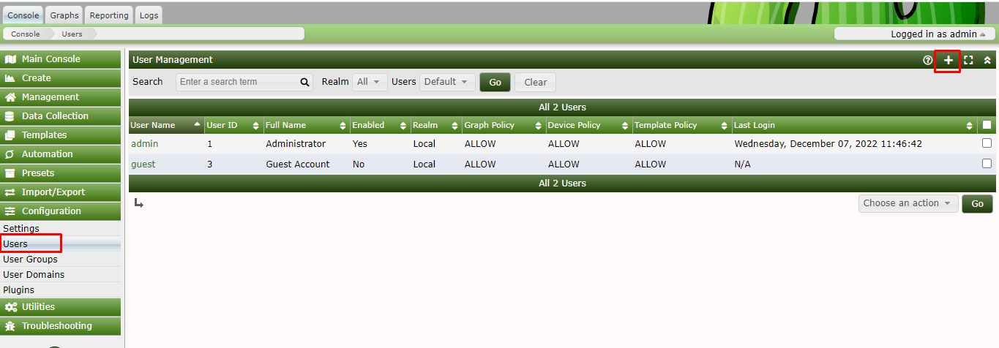 Console Graphs Reporting Logs
Console Users Logged in as admin
Main Console
Create
Management
Data Collection
Templates
Automation
Presets
Import/Export
Configuration
Settings
Users
User Groups
User Domains
Plugins
Utilities
Troubleshooting
User Management
Search Enter a search term Realm All Users Default Go Clear
All 2 Users
User Name User ID Full Name Enabled Realm Graph Policy Device Policy Template Policy Last Login
admin 1 Administrator Yes Local ALLOW ALLOW ALLOW Wednesday, December 07, 2022 11:46:42
guest 3 Guest Account No Local ALLOW ALLOW ALLOW N/A
All 2 Users
Choose an action Go